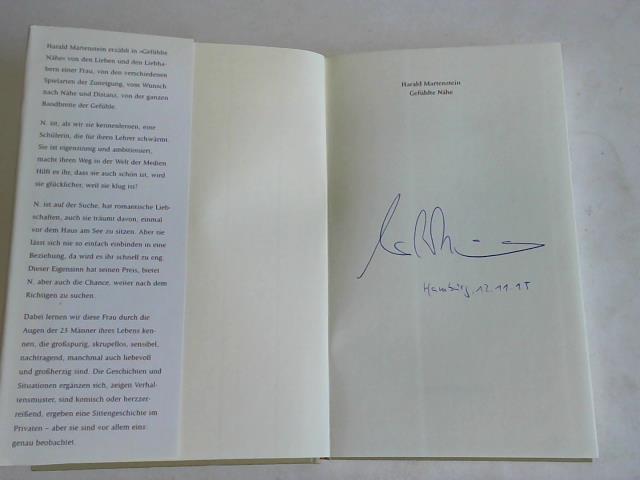 Harald Martenstein erzählt in »Gefühlte
Nähe« von den Lieben und den Liebha-
bern einer Frau, von den verschiedenen
Spielarten der Zuneigung, vom Wunsch
nach Nähe und Distanz, von der ganzen
Bandbreite der Gefühle.
N. ist, als wir sie kennenlernen, eine
Schülerin, die für ihren Lehrer schwärmt.
Sie ist eigensinnig und ambitioniert,
macht ihren Weg in der Welt der Medien
Hilft es ihr, dass sie auch schön ist, wird
sie glücklicher, weil sie klug ist?
N. ist auf der Suche, hat romantische Lieb-
schaften, auch sie träumt davon, einmal
vor dem Haus am See zu sitzen. Aber sie
lässt sich nie so einfach einbinden in eine
Beziehung, da wird es ihr schnell zu eng.
Dieser Eigensinn hat seinen Preis, bietet
N. aber auch die Chance, weiter nach dem
Richtigen zu suchen.
Dabei lernen wir diese Frau durch die
Augen der 23 Männer ihres Lebens ken-
nen, die großspurig, skrupellos, sensibel,
nachtragend, manchmal auch liebevoll
und großherzig sind. Die Geschichten und
Situationen ergänzen sich, zeigen Verhal-
tensmuster, sind komisch oder herzzer-
reißend, ergeben eine Sittengeschichte im
Privaten – aber sie sind vor allem eins:
genau beobachtet.
Harald Martenstein
Gefühlte Nähe
Hamburg, 12.11.15